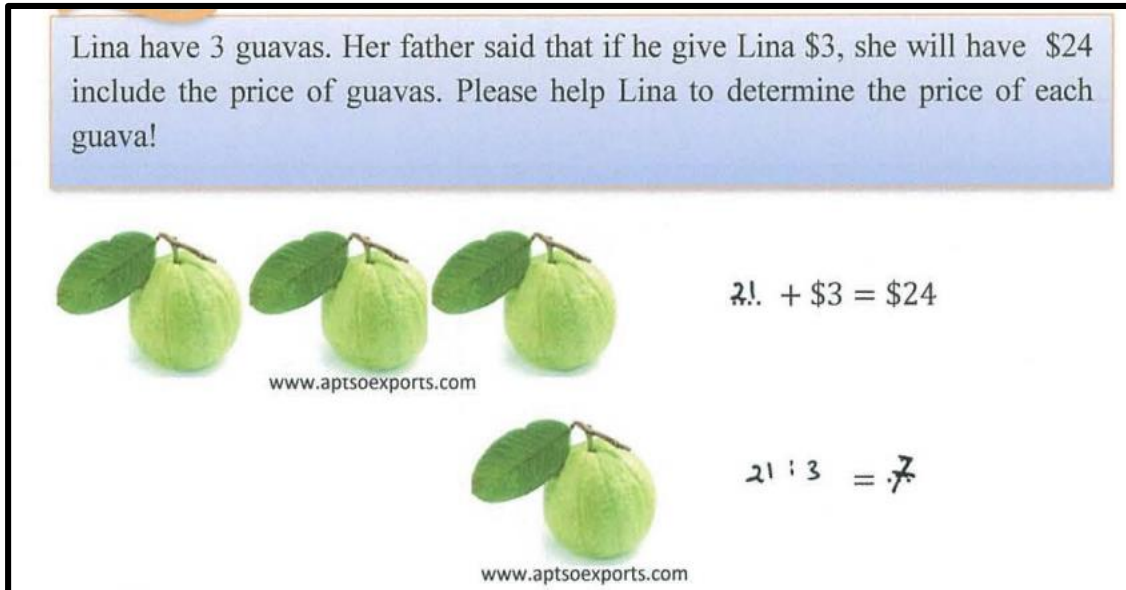 Lina have 3 guavas. Her father said that if he give Lina $3, she will have $24
include the price of guavas. Please help Lina to determine the price of each
guava!
21 + $3 = $24
www.aptsoexports.com
21 : 3 = 7
www.aptsoexports.com